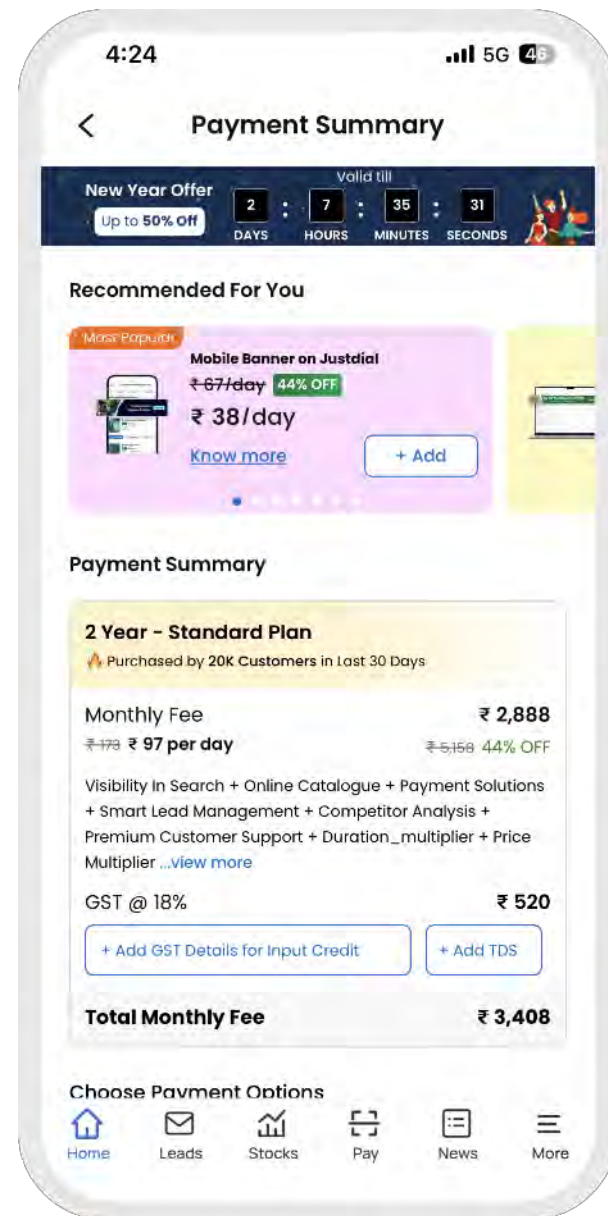 4:24
5G 46
Payment Summary
New Year Offer
Up to 50% Off
Valid till
2 : 7 : 35 : 31
DAYS HOURS MINUTES SECONDS
Recommended For You
Most Popular
Mobile Banner on Justdial
₹ 67/day 44% OFF
₹ 38/day
Know more
+ Add
Payment Summary
2 Year - Standard Plan
Purchased by 20K Customers in Last 30 Days
Monthly Fee ₹ 2,888
₹ 173 ₹ 97 per day ₹ 5,158 44% OFF
Visibility In Search + Online Catalogue + Payment Solutions
+ Smart Lead Management + Competitor Analysis +
Premium Customer Support + Duration_multiplier + Price
Multiplier ...view more
GST @ 18% ₹ 520
+ Add GST Details for Input Credit
+ Add TDS
Total Monthly Fee ₹ 3,408
Choose Payment Options
Home Leads Stocks Pay News More